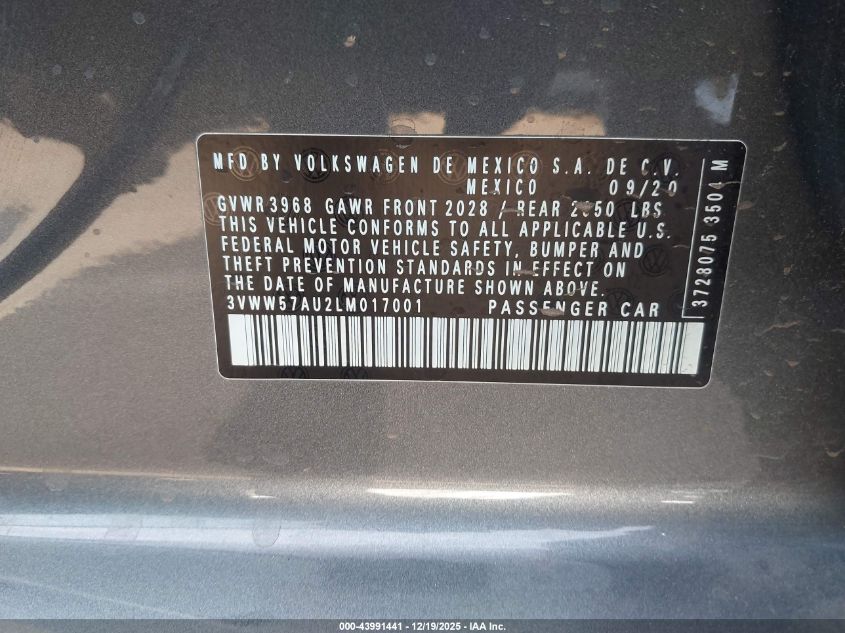 MFD BY VOLKSWAGEN DE MEXICO S.A. DE C.V.
MEXICO 09/20
GVWR 3968 GAWR FRONT 2028 / REAR 2050 LBS
THIS VEHICLE CONFORMS TO ALL APPLICABLE U.S.
FEDERAL MOTOR VEHICLE SAFETY, BUMPER AND
THEFT PREVENTION STANDARDS IN EFFECT ON
THE DATE OF MANUFACTURE SHOWN ABOVE.
3VWW57AU2LM017001 PASSENGER CAR
3728075 3504 M
000-43991441 - 12/19/2025 - IAA Inc.